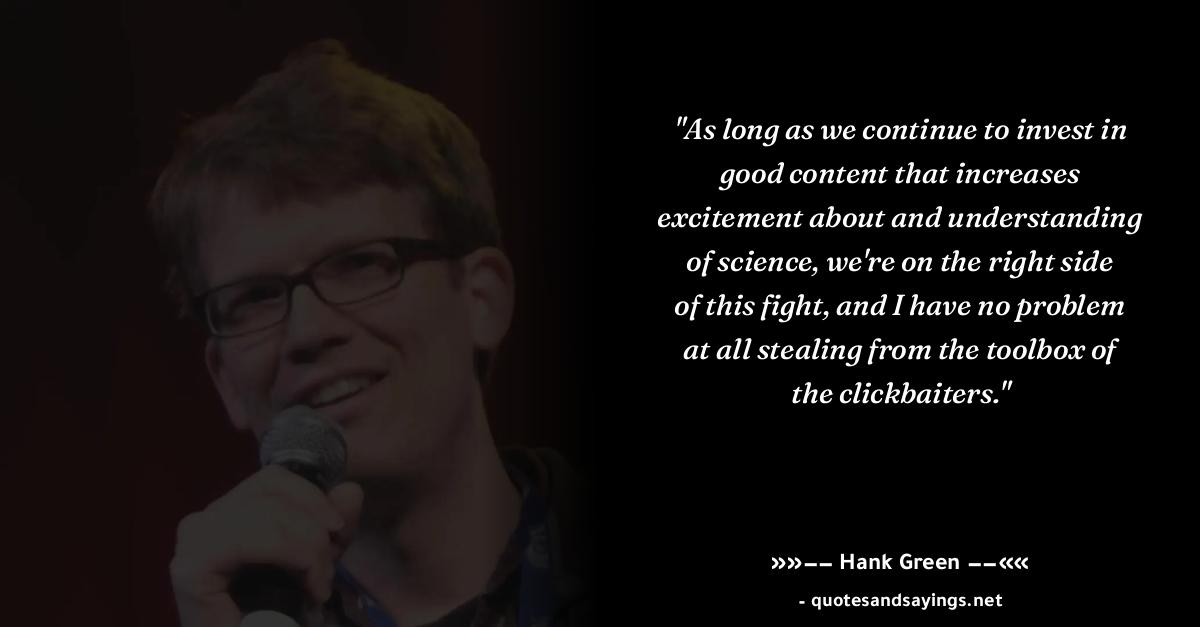 "As long as we continue to invest in
good content that increases
excitement about and understanding
of science, we're on the right side
of this fight, and I have no problem
at all stealing from the toolbox of
the clickbaiters."
»»–– Hank Green ––««
- quotesandsayings.net